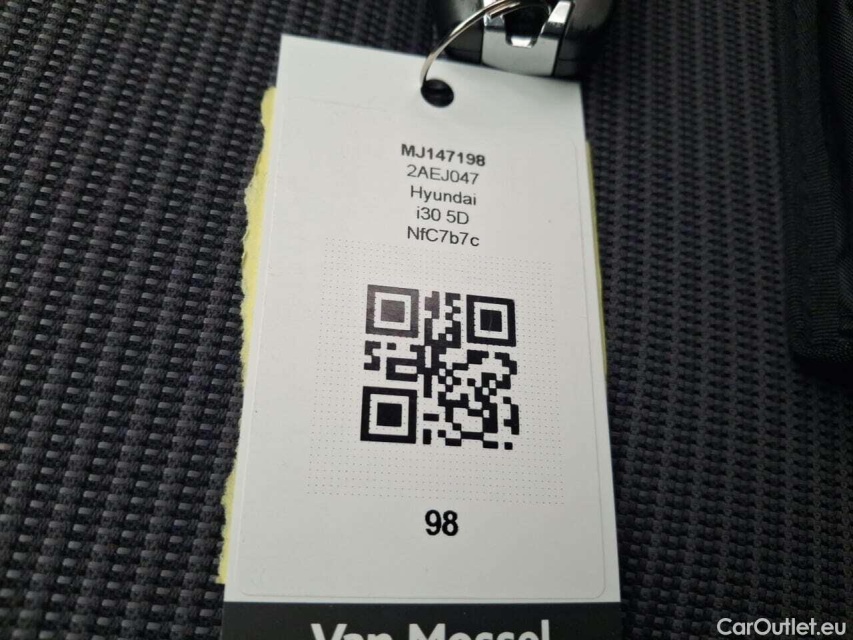 MJ147198
2AEJ047
Hyundai
i30 5D
NfC7b7c
98
Van Mossel
CarOutlet.eu